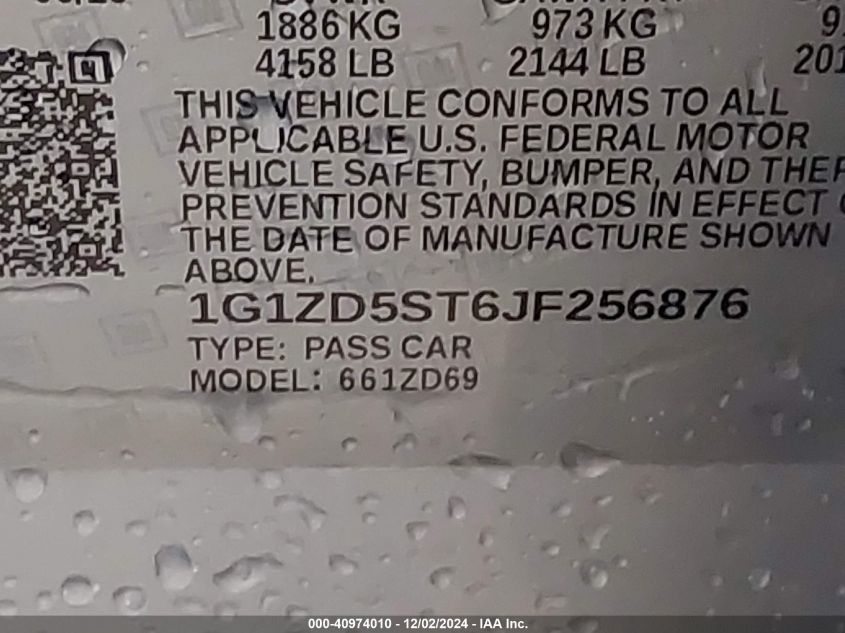 1886 KG 973 KG
4158 LB 2144 LB 201
THIS VEHICLE CONFORMS TO ALL
APPLICABLE U.S. FEDERAL MOTOR
VEHICLE SAFETY, BUMPER, AND THEF
PREVENTION STANDARDS IN EFFECT
THE DATE OF MANUFACTURE SHOWN
ABOVE.
1G1ZD5ST6JF256876
TYPE: PASS CAR
MODEL: 661ZD69
000-40974010 - 12/02/2024 - IAA Inc.